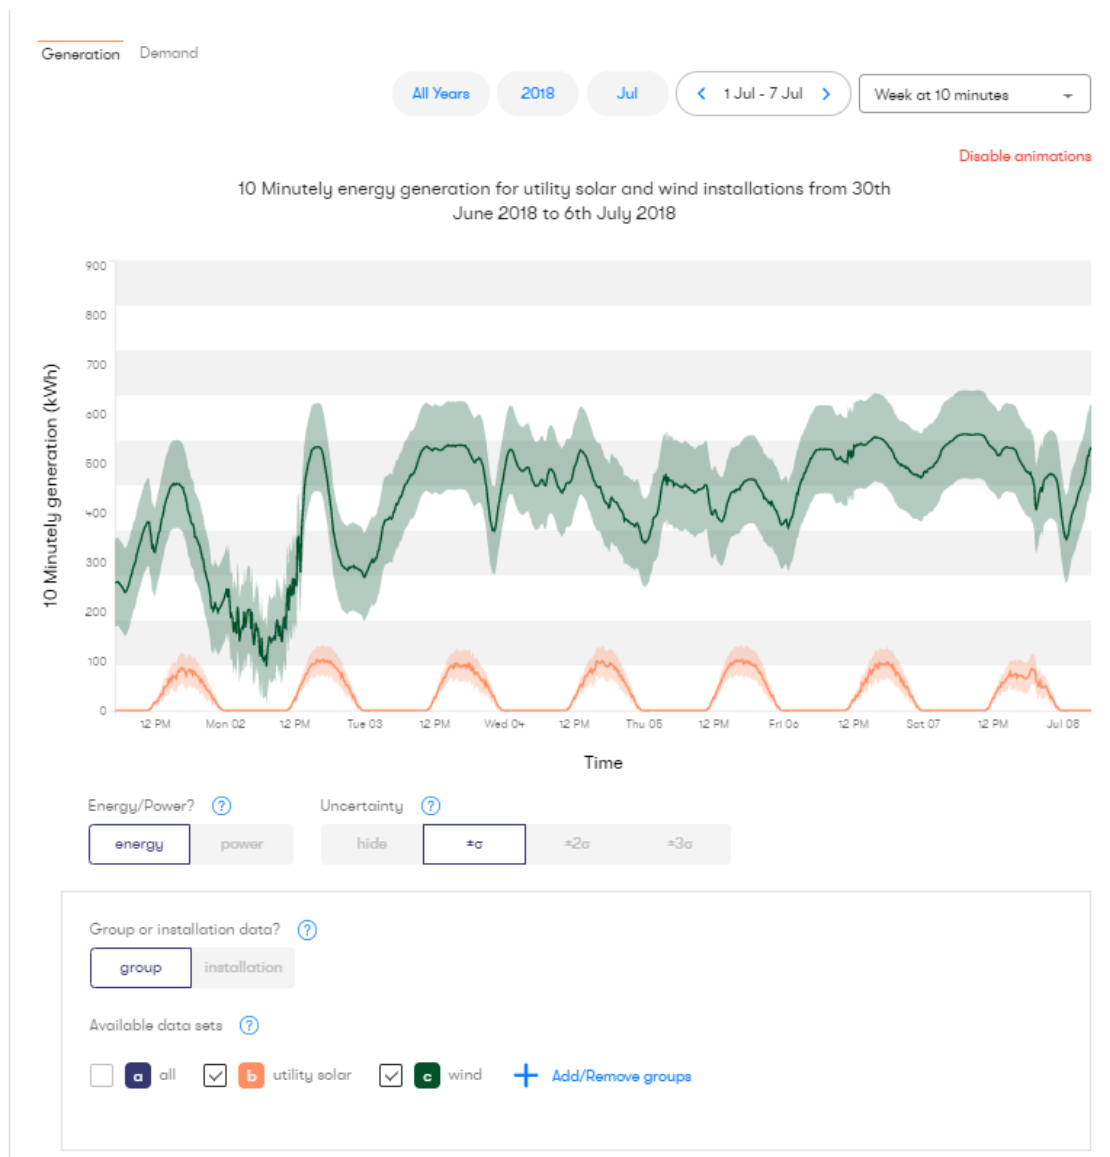 Generation Demand
All Years 2018 Jul 1 Jul - 7 Jul Week at 10 minutes
Disable animations
10 Minutely energy generation for utility solar and wind installations from 30th
June 2018 to 6th July 2018
900
800
700
600
500
400
300
200
100
0
10 Minutely generation (kWh)
12 PM Mon 02 12 PM Tue 03 12 PM Wed 04 12 PM Thu 05 12 PM Fri 06 12 PM Sat 07 12 PM Jul 08
Time
Energy/Power? ? Uncertainty ?
energy power hide ±σ ±2σ ±3σ
Group or installation data? ?
group installation
Available data sets ?
a all b utility solar c wind + Add/Remove groups